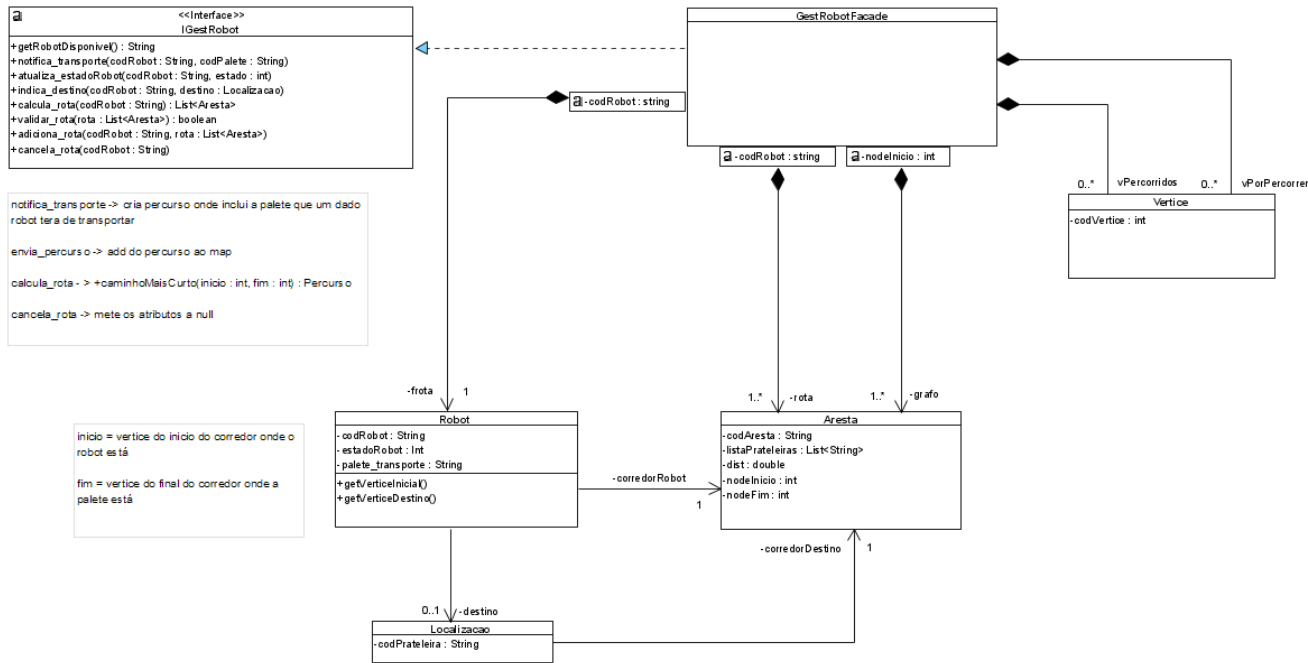 <<Interface>>
IGestRobot
+getRobotDisponivel() : String
+notifica_transporte(codRobot : String, codPalete : String)
+atualiza_estadoRobot(codRobot : String, estado : int)
+indica_destino(codRobot : String, destino : Localizacao)
+calcula_rota(codRobot : String) : List<Aresta>
+validar_rota(rota : List<Aresta>) : boolean
+adiciona_rota(codRobot : String, rota : List<Aresta>)
+cancela_rota(codRobot : String)
GestRobotFacade
-codRobot : string
-codRobot : string
-nodeInicio : int
0..*
vPercorridos
0..*
vPorPercorrer
Vertice
-codVertice : int
notifica_transporte -> cria percurso onde inclui a palete que um dado
robot tera de transportar
envia_percurso -> add do percurso ao map
calcula_rota - > +caminhoMaisCurto(inicio : int, fim : int) : Percurso
cancela_rota -> mete os atributos a null
-frota
1
1..*
-rota
1..*
-grafo
Robot
-codRobot : String
-estadoRobot : Int
-palete_transporte : String
+getVerticeInicial()
+getVerticeDestino()
Aresta
-codAresta : String
-listaPrateleiras : List<String>
-dist : double
-nodeInicio : int
-nodeFim : int
inicio = vertice do inicio do corredor onde o
robot está
fim = vertice do final do corredor onde a
palete está
-corredorRobot
1
-corredorDestino
1
0..1
-destino
Localizacao
-codPrateleira : String